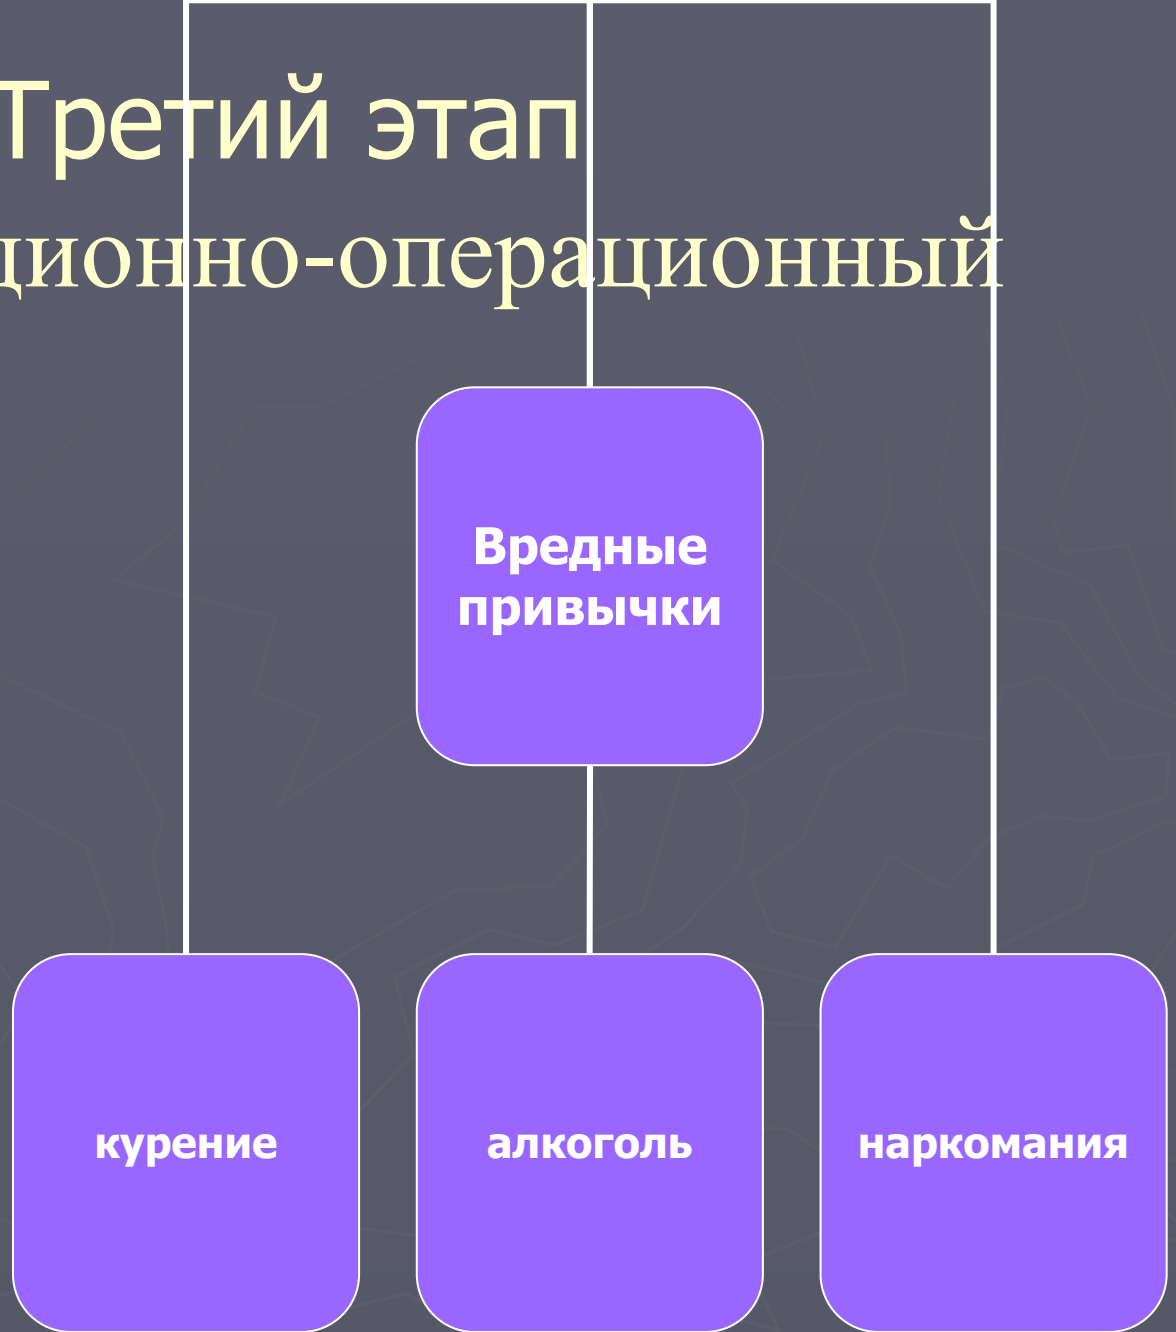 Третий этап
ционно-операционный
Вредные
привычки
курение
алкоголь
наркомания